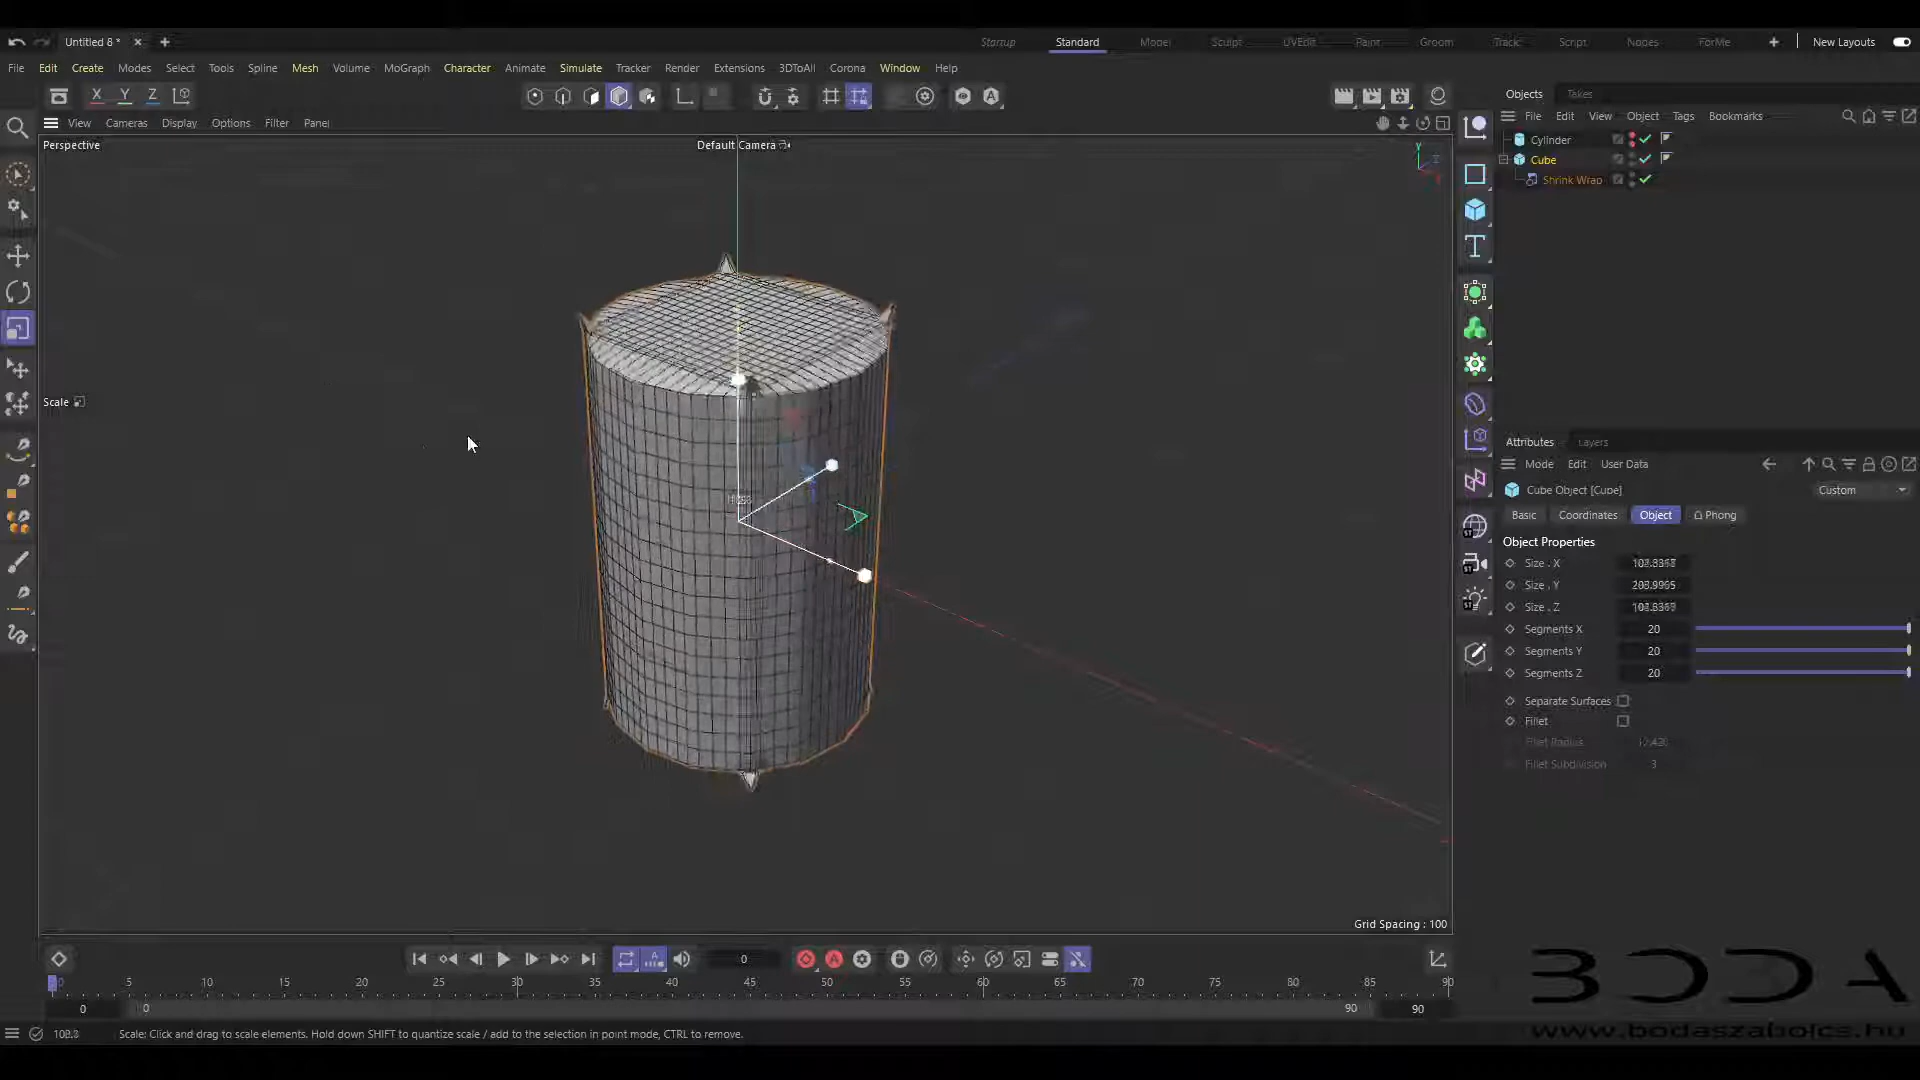 Untitled 8 *
Startup Standard Model Sculpt UVEdit Paint Groom Track Script Nodes ForMe New Layouts
File Edit Create Modes Select Tools Spline Mesh Volume MoGraph Character Animate Simulate Tracker Render Extensions 3DToAll Corona Window Help
X Y Z
Objects Takes
File Edit View Object Tags Bookmarks
View Cameras Display Options Filter Panel
Perspective
Default Camera
Cylinder
Cube
Shrink Wrap
Scale
Attributes Layers
Mode Edit User Data
Cube Object [Cube]
Custom
Basic Coordinates Object Phong
Object Properties
Size . X
Size . Y
Size . Z
Segments X 20
Segments Y 20
Segments Z 20
Separate Surfaces
Fillet
Fillet Radius
Fillet Subdivision 3
Grid Spacing : 100
0
5 10 15 20 25 30 35 40 45 50 55 60 65 70 75 80 85 90
0 0 90 90
Scale: Click and drag to scale elements. Hold down SHIFT to quantize scale / add to the selection in point mode, CTRL to remove.
BODA
www.bodaszabolcs.hu